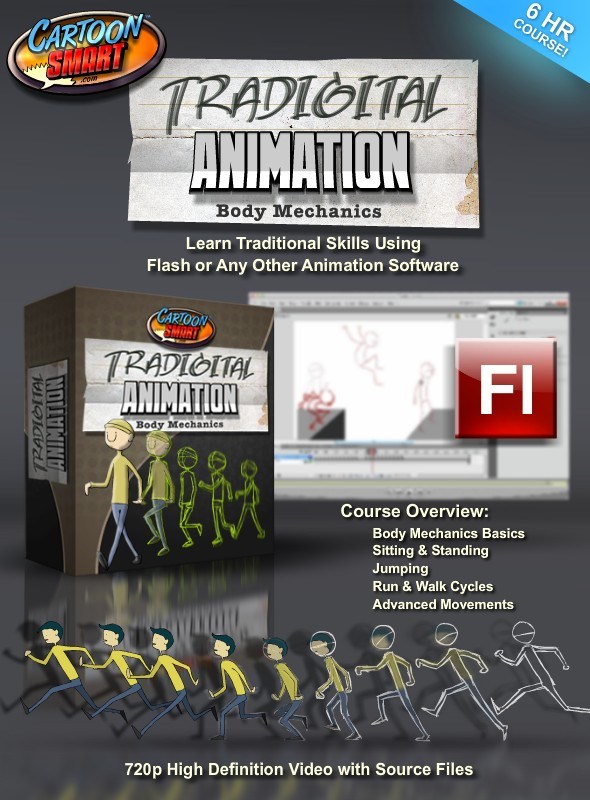 CARTOON
SMART
.com
6 HR
COURSE!
TRADIGITAL
ANIMATION
Body Mechanics
Learn Traditional Skills Using
Flash or Any Other Animation Software
CARTOON
SMART
TRADIGITAL
ANIMATION
Body Mechanics
TRADIGITAL
ANIMATION
Fl
Course Overview:
Body Mechanics Basics
Sitting & Standing
Jumping
Run & Walk Cycles
Advanced Movements
720p High Definition Video with Source Files